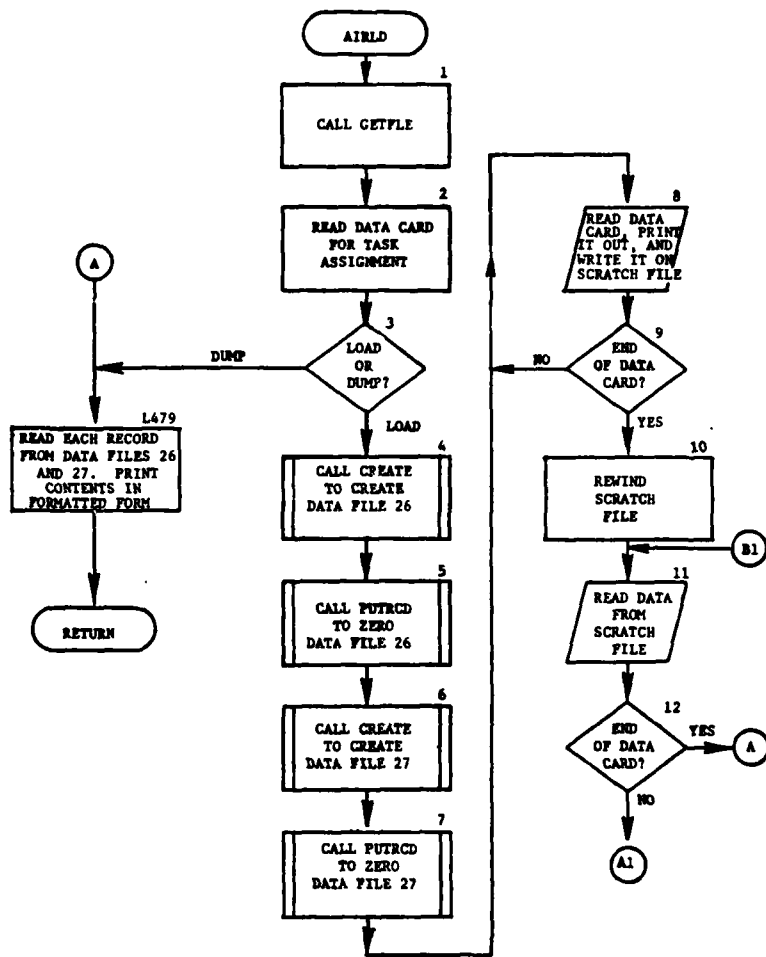 AIRLD
1
CALL GETFLE
2
READ DATA CARD
FOR TASK
ASSIGNMENT
3
LOAD
OR
DUMP?
DUMP
LOAD
A
L479
READ EACH RECORD
FROM DATA FILES 26
AND 27. PRINT
CONTENTS IN
FORMATTED FORM
RETURN
4
CALL CREATE
TO CREATE
DATA FILE 26
5
CALL PUTRCD
TO ZERO
DATA FILE 26
6
CALL CREATE
TO CREATE
DATA FILE 27
7
CALL PUTRCD
TO ZERO
DATA FILE 27
8
READ DATA
CARD, PRINT
IT OUT, AND
WRITE IT ON
SCRATCH FILE
9
END
OF DATA
CARD?
NO
YES
10
REWIND
SCRATCH
FILE
B1
11
READ DATA
FROM
SCRATCH
FILE
12
END
OF DATA
CARD?
YES
A
NO
A1